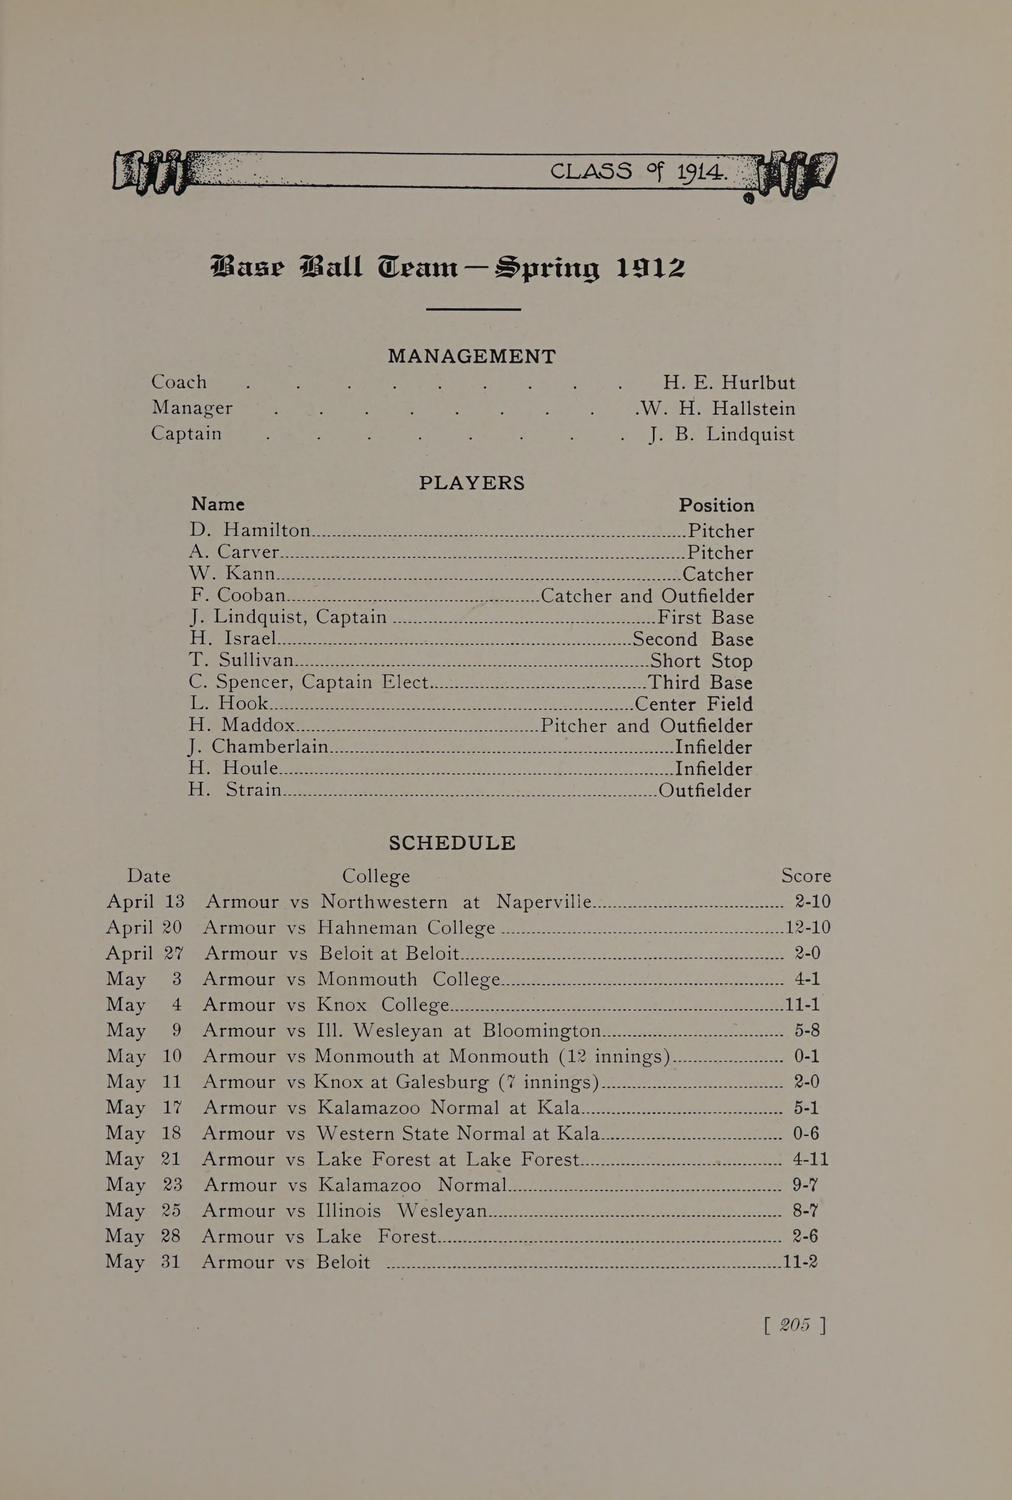 CLASS of 1914.
Base Ball Team—Spring 1912
MANAGEMENT
Coach . . . . . . . . . H. E. Hurlbut
Manager . . . . . . . . .W. H. Hallstein
Captain . . . . . . . . J. B. Lindquist
PLAYERS
Name Position
D. Hamilton....Pitcher
A. Carver....Pitcher
W. Kann....Catcher
F. Cooban....Catcher and Outfielder
J. Lindquist, Captain ....First Base
H. Israel....Second Base
T. Sullivan....Short Stop
C. Spencer, Captain Elect....Third Base
L. Hook....Center Field
H. Maddox....Pitcher and Outfielder
J. Chamberlain....Infielder
H. Houle....Infielder
H. Strain....Outfielder
SCHEDULE
Date College Score
April 13 Armour vs Northwestern at Naperville.... 2-10
April 20 Armour vs Hahneman College ....12-10
April 27 Armour vs Beloit at Beloit.... 2-0
May 3 Armour vs Monmouth College.... 4-1
May 4 Armour vs Knox College....11-1
May 9 Armour vs Ill. Wesleyan at Bloomington.... 5-8
May 10 Armour vs Monmouth at Monmouth (12 innings).... 0-1
May 11 Armour vs Knox at Galesburg (7 innings).... 2-0
May 17 Armour vs Kalamazoo Normal at Kala.... 5-1
May 18 Armour vs Western State Normal at Kala.... 0-6
May 21 Armour vs Lake Forest at Lake Forest.... 4-11
May 23 Armour vs Kalamazoo Normal.... 9-7
May 25 Armour vs Illinois Wesleyan.... 8-7
May 28 Armour vs Lake Forest.... 2-6
May 31 Armour vs Beloit ....11-2
[ 205 ]